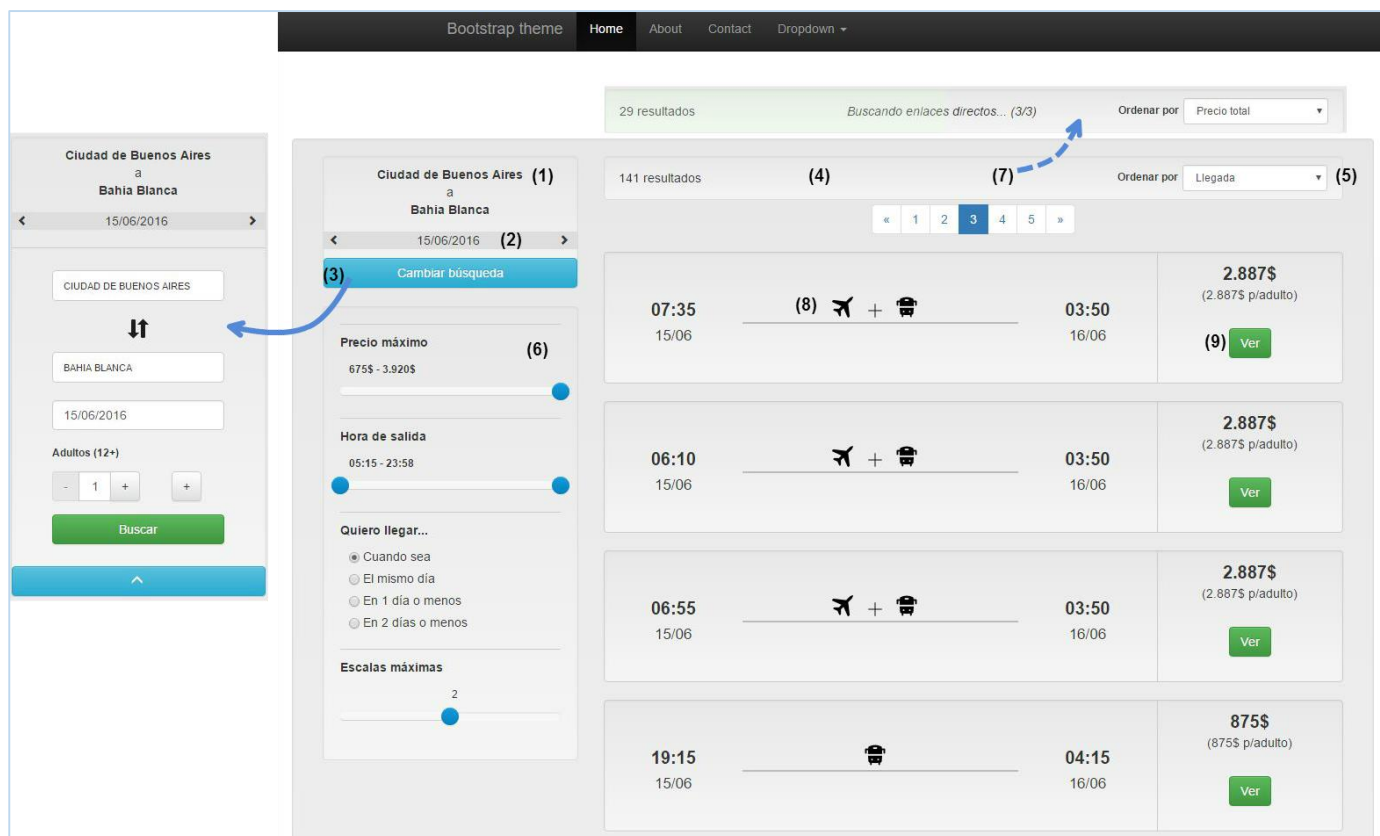 Bootstrap theme Home About Contact Dropdown
29 resultados Buscando enlaces directos... (3/3) Ordenar por Precio total
Ciudad de Buenos Aires
a
Bahia Blanca
15/06/2016
CIUDAD DE BUENOS AIRES
BAHIA BLANCA
15/06/2016
Adultos (12+)
- 1 + +
Buscar
Ciudad de Buenos Aires (1)
a
Bahia Blanca
15/06/2016 (2)
(3) Cambiar búsqueda
(6)
Precio máximo
675$ - 3.920$
Hora de salida
05:15 - 23:58
Quiero llegar...
Cuando sea
El mismo día
En 1 día o menos
En 2 días o menos
Escalas máximas
2
141 resultados (4) (7) Ordenar por Llegada (5)
« 1 2 3 4 5 »
07:35 (8) + 03:50
15/06 16/06
2.887$
(2.887$ p/adulto)
(9) Ver
06:10 + 03:50
15/06 16/06
2.887$
(2.887$ p/adulto)
Ver
06:55 + 03:50
15/06 16/06
2.887$
(2.887$ p/adulto)
Ver
19:15 04:15
15/06 16/06
875$
(875$ p/adulto)
Ver